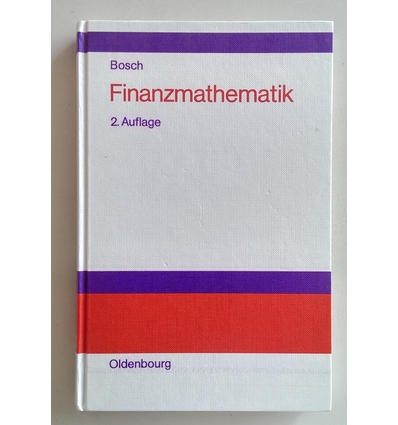 Bosch
Finanzmathematik
2. Auflage
Oldenbourg